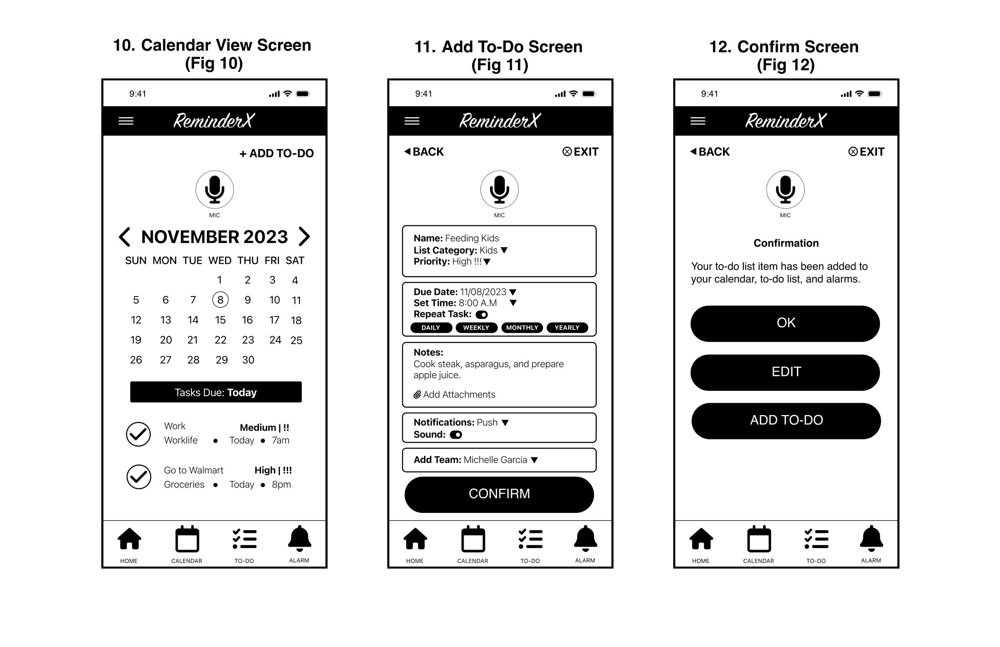 10. Calendar View Screen
(Fig 10)
9:41
ReminderX
+ ADD TO-DO
MIC
NOVEMBER 2023
SUN MON TUE WED THU FRI SAT
1 2 3 4
5 6 7 8 9 10 11
12 13 14 15 16 17 18
19 20 21 22 23 24 25
26 27 28 29 30
Tasks Due: Today
Work Medium | !!
Worklife • Today • 7am
Go to Walmart High | !!!
Groceries • Today • 8pm
HOME CALENDAR TO-DO ALARM
11. Add To-Do Screen
(Fig 11)
9:41
ReminderX
BACK EXIT
MIC
Name: Feeding Kids
List Category: Kids
Priority: High !!!
Due Date: 11/08/2023
Set Time: 8:00 A.M
Repeat Task:
DAILY WEEKLY MONTHLY YEARLY
Notes:
Cook steak, asparagus, and prepare
apple juice.
Add Attachments
Notifications: Push
Sound:
Add Team: Michelle Garcia
CONFIRM
HOME CALENDAR TO-DO ALARM
12. Confirm Screen
(Fig 12)
9:41
ReminderX
BACK EXIT
MIC
Confirmation
Your to-do list item has been added to
your calendar, to-do list, and alarms.
OK
EDIT
ADD TO-DO
HOME CALENDAR TO-DO ALARM